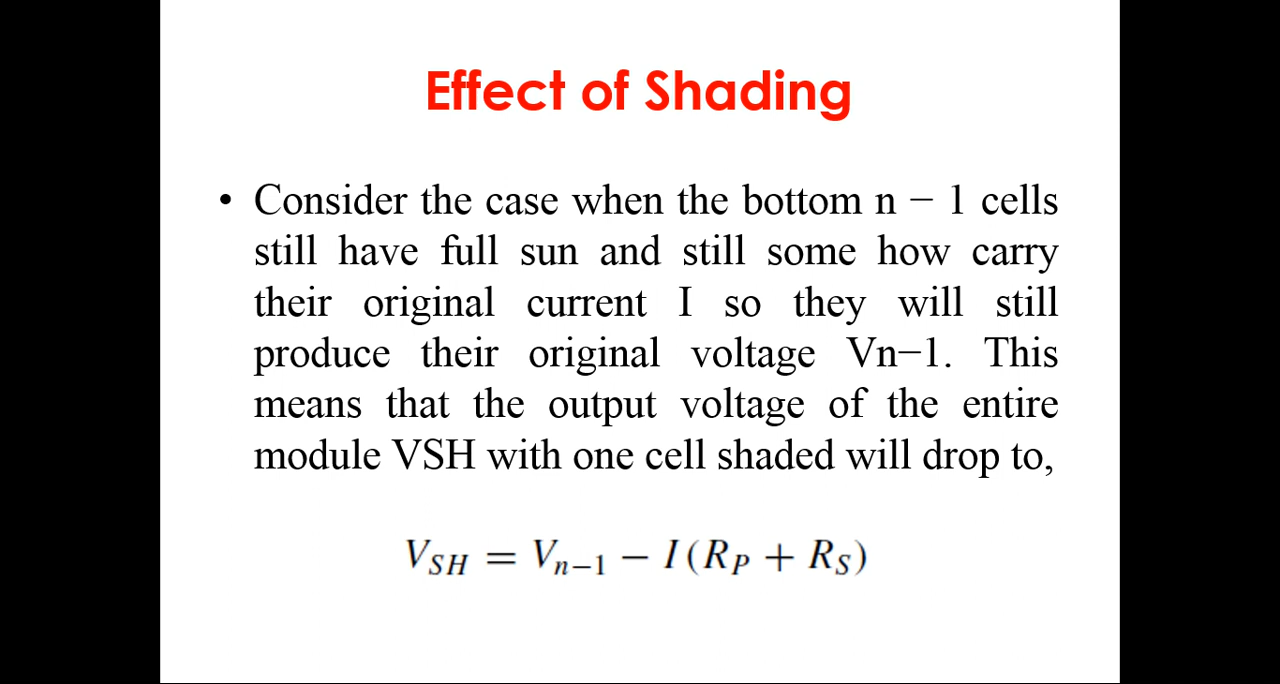 Effect of Shading
• Consider the case when the bottom n − 1 cells
still have full sun and still some how carry
their original current I so they will still
produce their original voltage Vn−1. This
means that the output voltage of the entire
module VSH with one cell shaded will drop to,
V_{SH} = V_{n−1} − I(R_P + R_S)